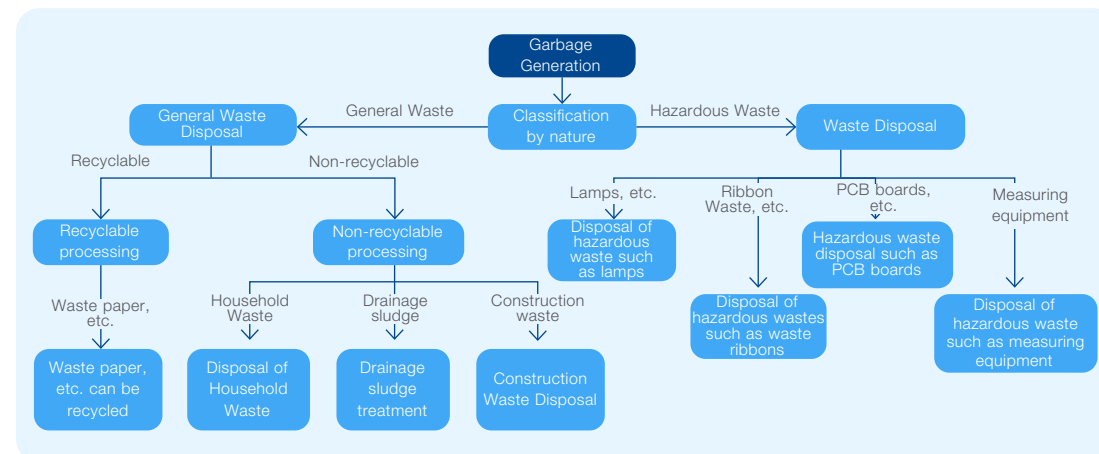 Garbage
Generation
General Waste
Disposal
General Waste
Classification
by nature
Hazardous Waste
Waste Disposal
Recyclable
Non-recyclable
Lamps, etc.
Ribbon
Waste, etc.
PCB boards,
etc.
Measuring
equipment
Recyclable
processing
Non-recyclable
processing
Disposal of
hazardous
waste such
as lamps
Hazardous waste
disposal such as
PCB boards
Waste paper,
etc.
Household
Waste
Drainage
sludge
Construction
waste
Disposal of
hazardous wastes
such as waste
ribbons
Disposal of
hazardous waste
such as measuring
equipment
Waste paper,
etc. can be
recycled
Disposal of
Household
Waste
Drainage
sludge
treatment
Construction
Waste Disposal